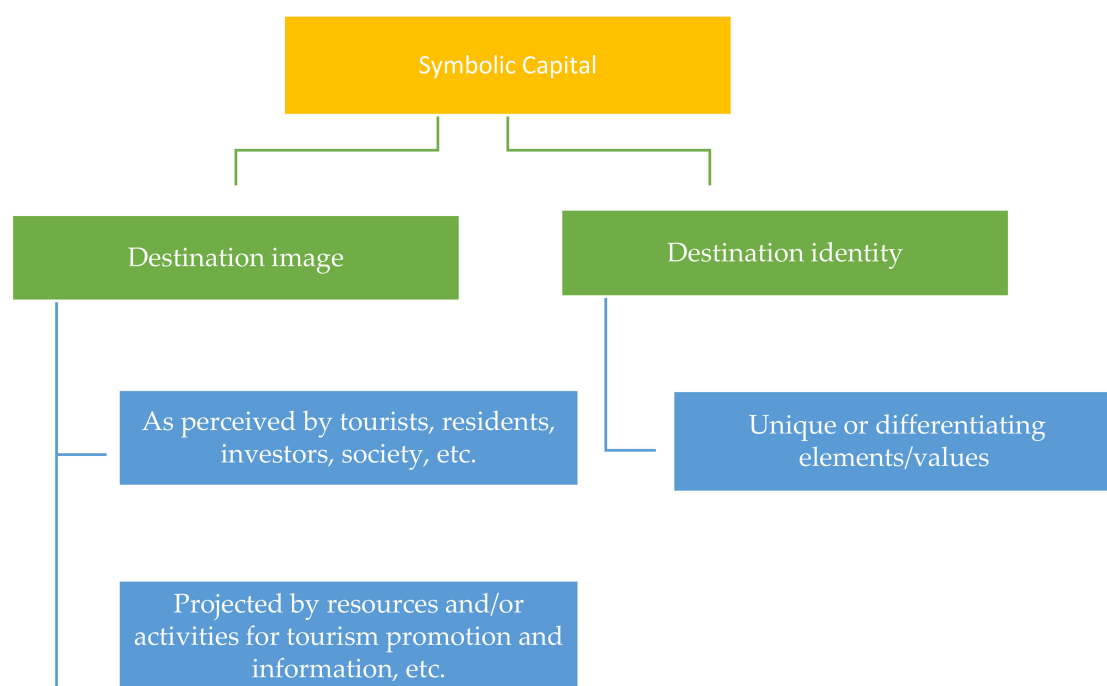 Symbolic Capital
Destination image
Destination identity
As perceived by tourists, residents,
investors, society, etc.
Unique or differentiating
elements/values
Projected by resources and/or
activities for tourism promotion and
information, etc.